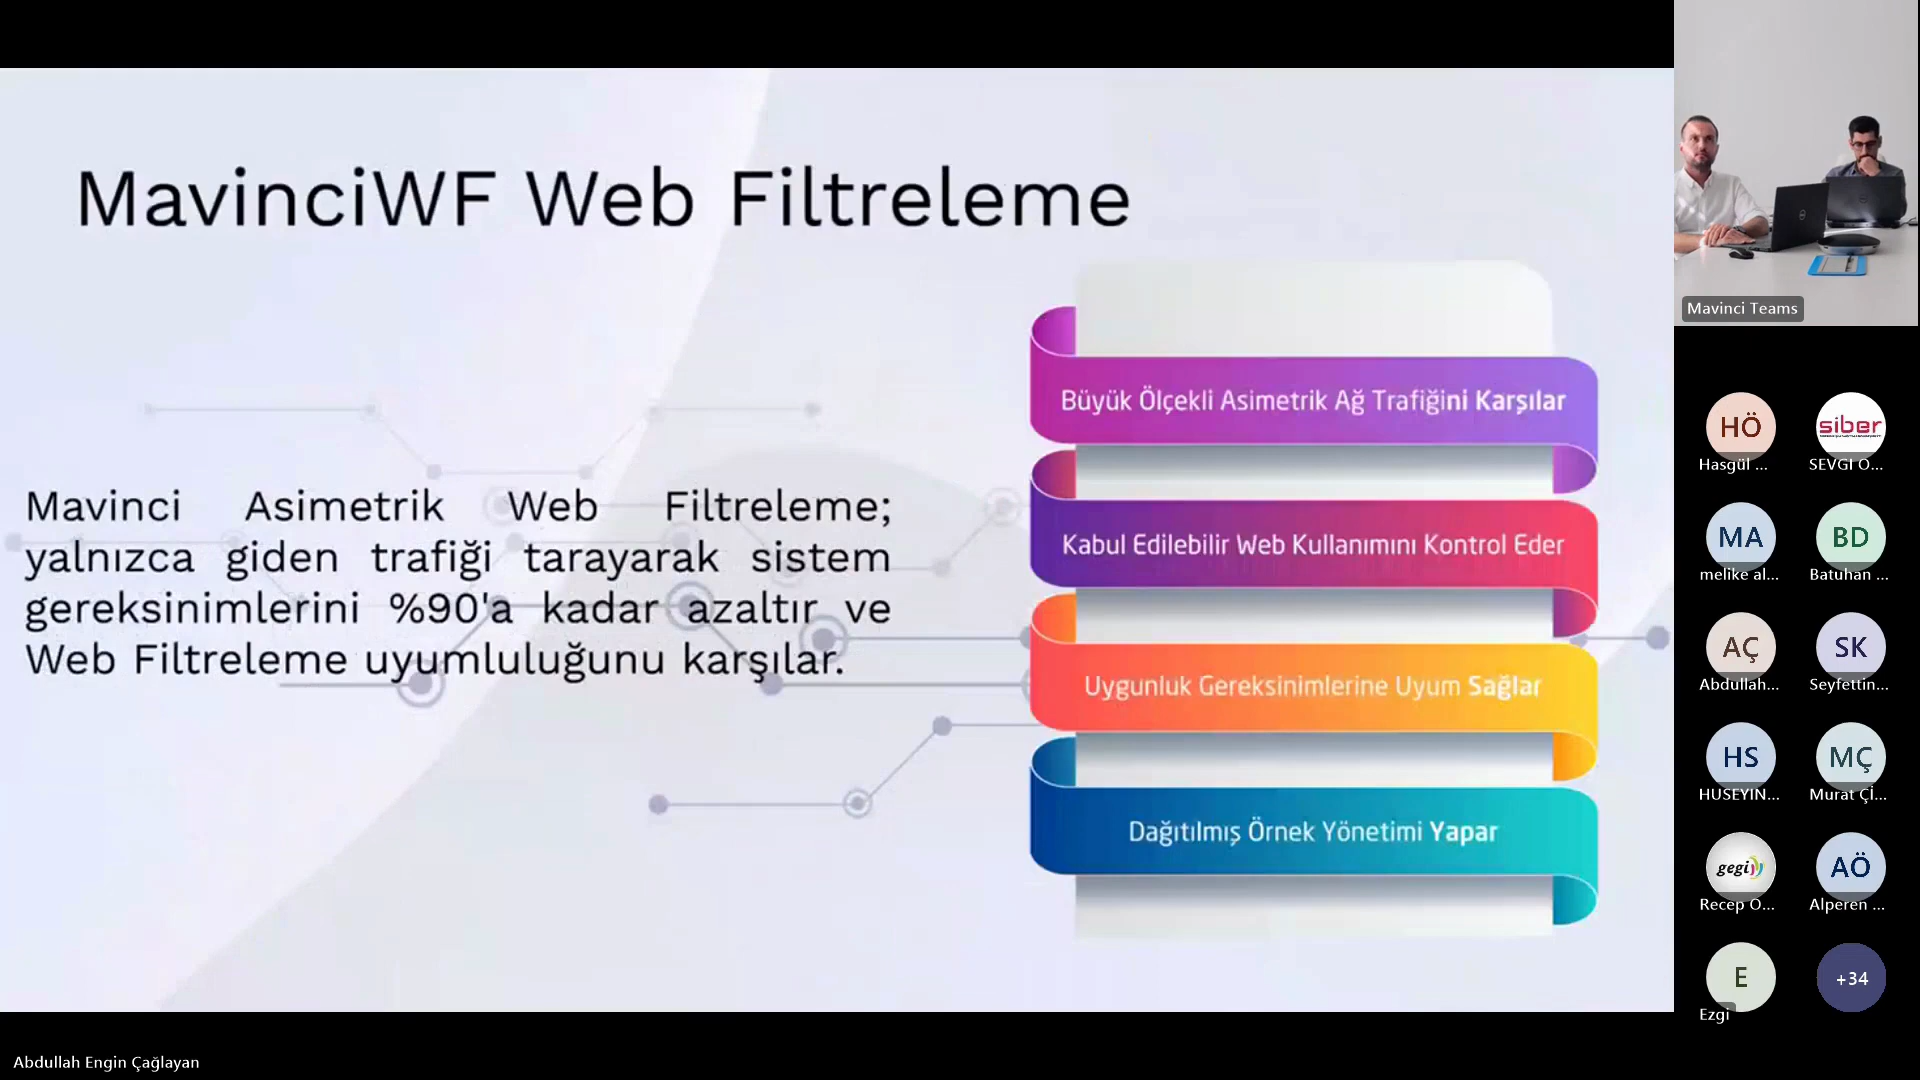 MavinciWF Web Filtreleme
Mavinci Asimetrik Web Filtreleme;
yalnızca giden trafiği tarayarak sistem
gereksinimlerini %90'a kadar azaltır ve
Web Filtreleme uyumluluğunu karşılar.
Büyük Ölçekli Asimetrik Ağ Trafiğini Karşılar
Kabul Edilebilir Web Kullanımını Kontrol Eder
Uygunluk Gereksinimlerine Uyum Sağlar
Dağıtılmış Örnek Yönetimi Yapar
Mavinci Teams
HÖ
Hasgül ...
siber
SEVGI O...
MA
melike al...
BD
Batuhan ...
AÇ
Abdullah...
SK
Seyfettin...
HS
HUSEYIN...
MÇ
Murat Çİ...
gegi
Recep O...
AÖ
Alperen ...
E
Ezgi
+34
Abdullah Engin Çağlayan